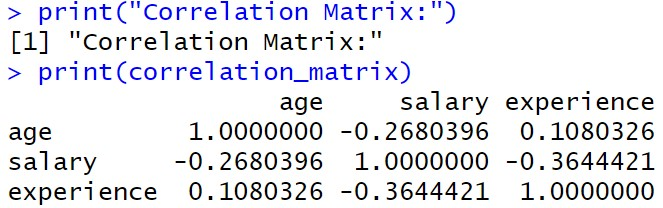 > print("Correlation Matrix:")
[1] "Correlation Matrix:"
> print(correlation_matrix)
                  age     salary experience
age         1.0000000 -0.2680396  0.1080326
salary     -0.2680396  1.0000000 -0.3644421
experience  0.1080326 -0.3644421  1.0000000